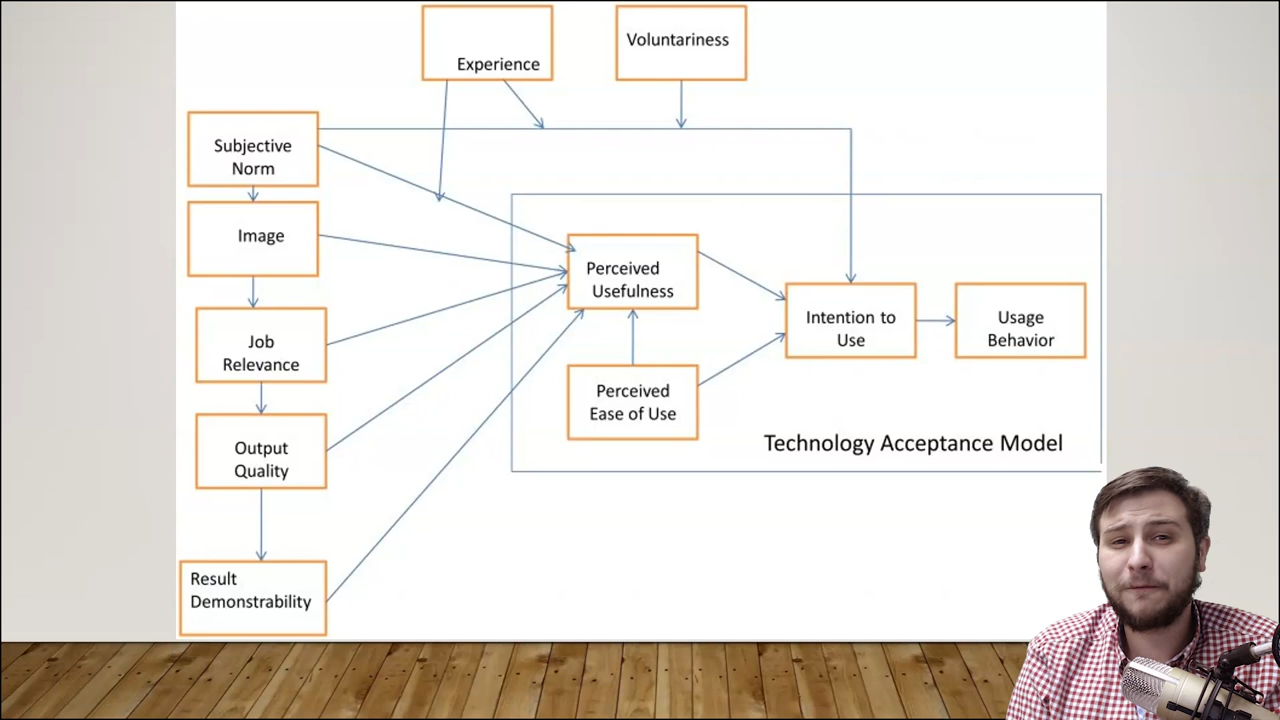 Experience
Voluntariness
Subjective
Norm
Image
Job
Relevance
Output
Quality
Result
Demonstrability
Perceived
Usefulness
Perceived
Ease of Use
Intention to
Use
Usage
Behavior
Technology Acceptance Model